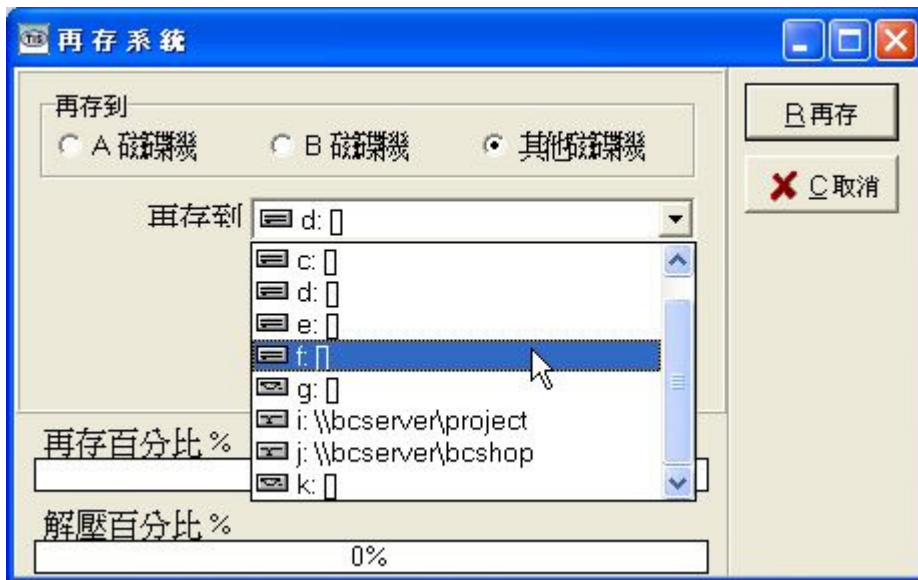 再存系統
再存到
A 磁碟機
B 磁碟機
其他磁碟機
R再存
C取消
再存到
d: []
c: []
d: []
e: []
f: []
g: []
i: \\bcserver\project
j: \\bcserver\bcshop
k: []
再存百分比 %
解壓百分比 %
0%